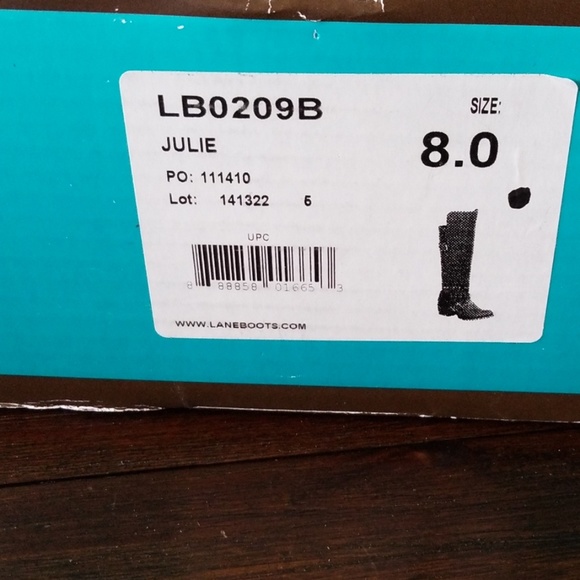 LB0209B
SIZE:
8.0
JULIE
PO: 111410
Lot: 141322 5
UPC
8 88858 01665 3
WWW.LANEBOOTS.COM